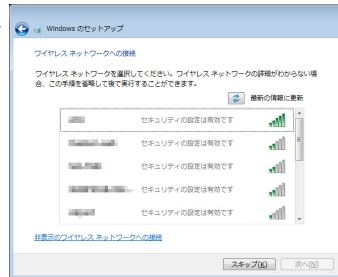 Windows のセットアップ
ワイヤレス ネットワークへの接続
ワイヤレス ネットワークを選択してください。ワイヤレス ネットワークの詳細がわからない場
合、この手順を省略して後で実行することができます。
最新の情報に更新
セキュリティの設定は有効です
セキュリティの設定は有効です
セキュリティの設定は有効です
セキュリティの設定は有効です
セキュリティの設定は有効です
非表示のワイヤレス ネットワークへの接続
スキップ(K)
次へ(N)